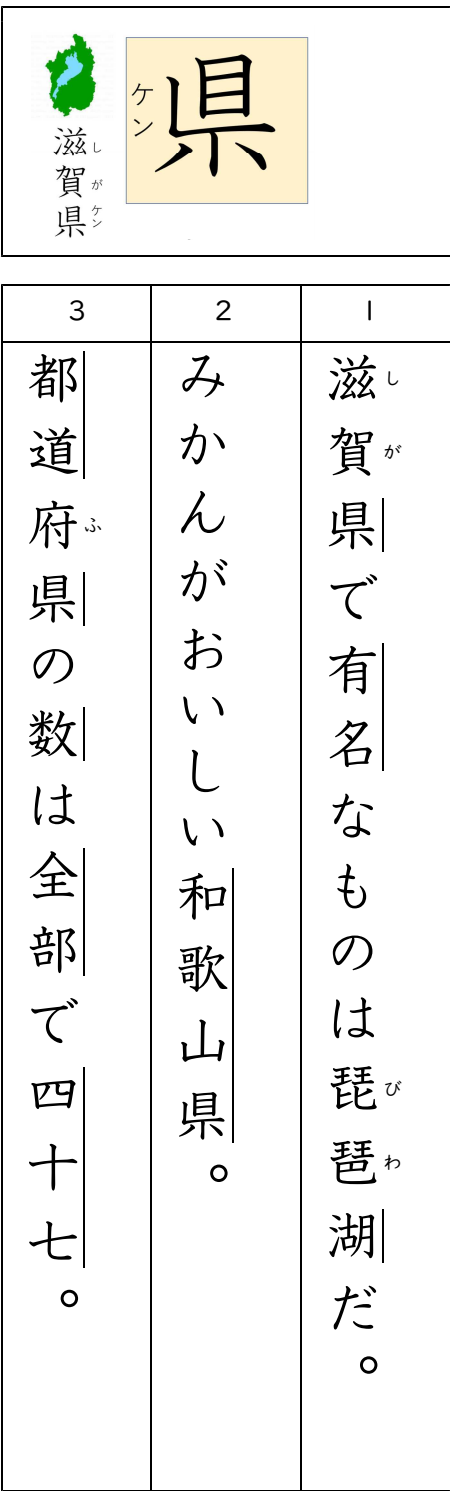 県
ケン
滋賀県
しがケン
1
滋賀県で有名なものは琵琶湖だ。
しが
びわ
2
みかんがおいしい和歌山県。
3
都道府県の数は全部で四十七。
ふ